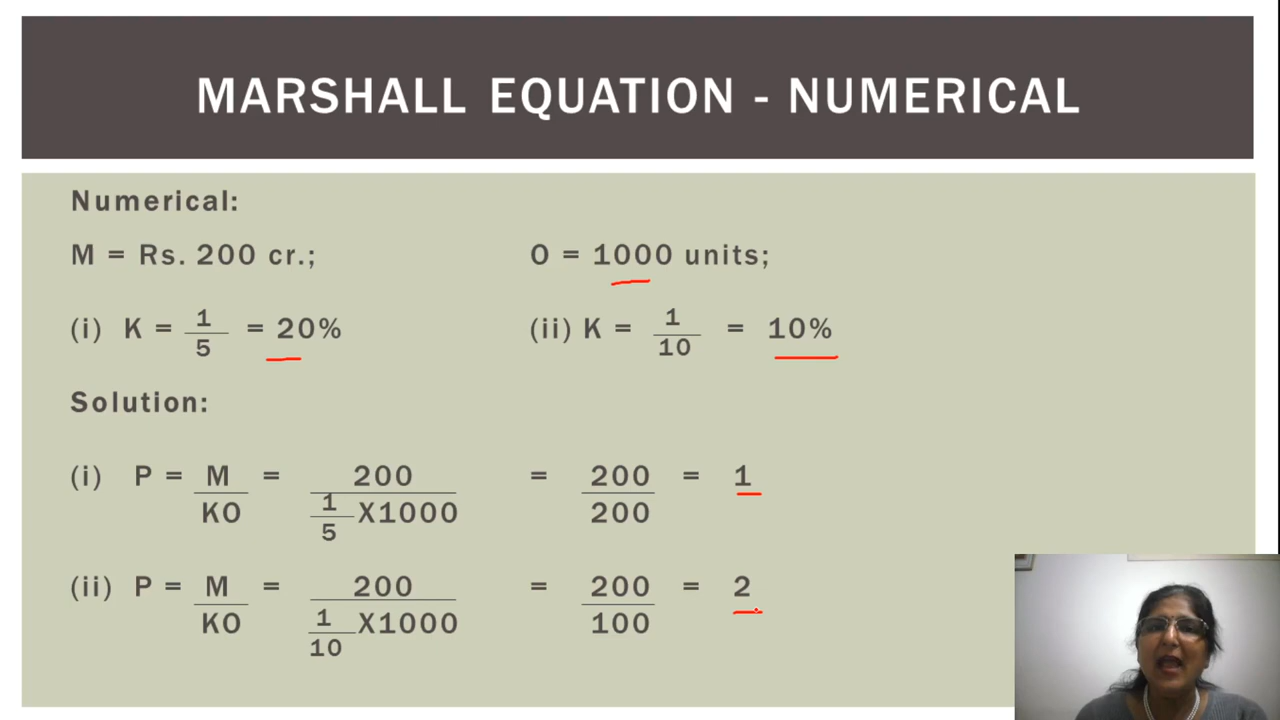 MARSHALL EQUATION - NUMERICAL
Numerical:
M = Rs. 200 cr.; O = 1000 units;
(i) K = 1/5 = 20% (ii) K = 1/10 = 10%
Solution:
(i) P = M/KO = 200/(1/5 X1000) = 200/200 = 1
(ii) P = M/KO = 200/(1/10 X1000) = 200/100 = 2